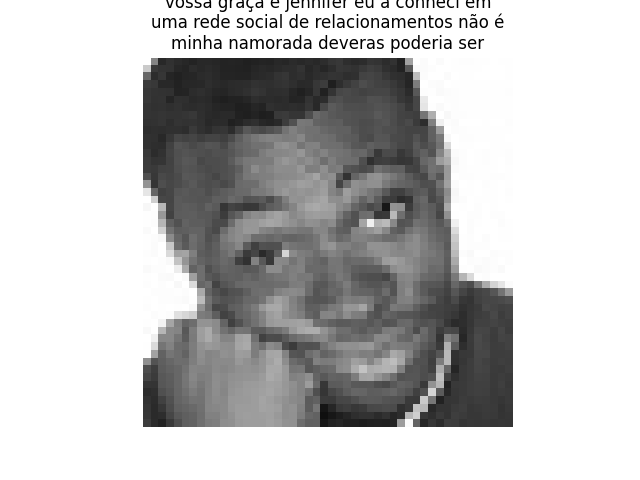 vossa graça é jennifer eu a conheci em
uma rede social de relacionamentos não é
minha namorada deveras poderia ser